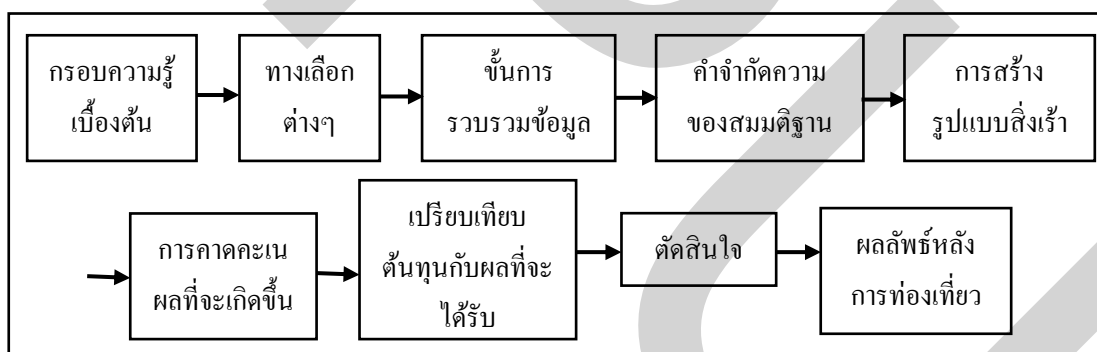 กรอบความรู้
เบื้องต้น
ทางเลือก
ต่างๆ
ขั้นการ
รวบรวมข้อมูล
คำจำกัดความ
ของสมมติฐาน
การสร้าง
รูปแบบสิ่งเร้า
การคาดคะเน
ผลที่จะเกิดขึ้น
เปรียบเทียบ
ต้นทุนกับผลที่จะ
ได้รับ
ตัดสินใจ
ผลลัพธ์หลัง
การท่องเที่ยว